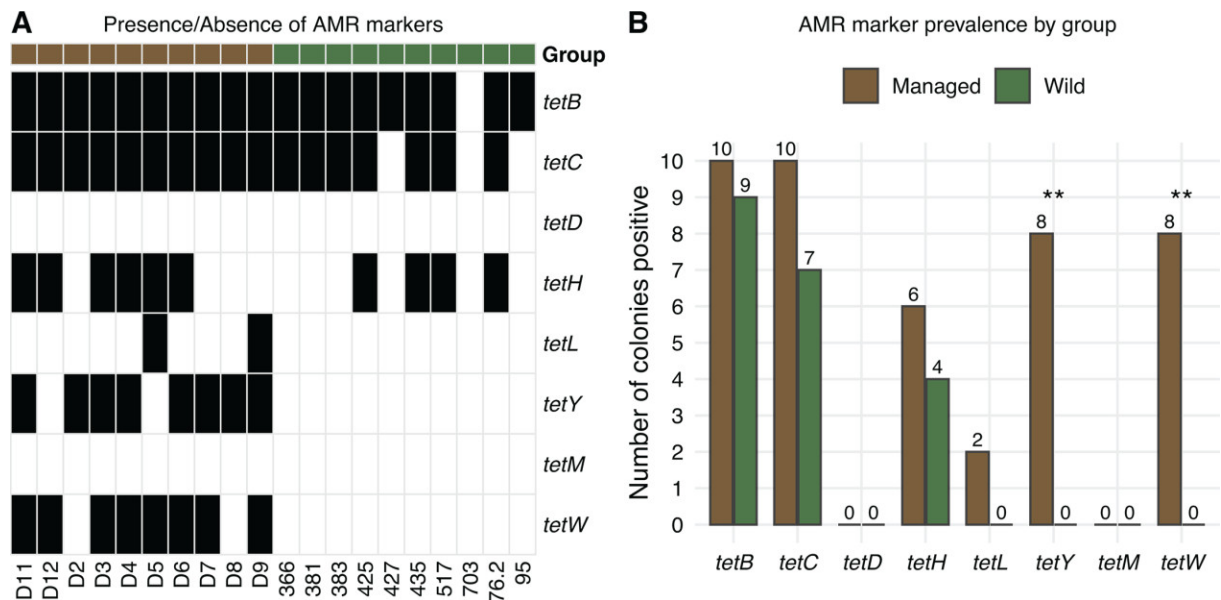 A Presence/Absence of AMR markers
Group
tetB
tetC
tetD
tetH
tetL
tetY
tetM
tetW
D11 D12 D2 D3 D4 D5 D6 D7 D8 D9 366 381 383 425 427 435 517 703 76.2 95
B AMR marker prevalence by group
Managed Wild
Number of colonies positive
10
9
8
7
6
5
4
3
2
1
0
10 9 10 7 0 0 6 4 2 0 ** 8 0 0 0 ** 8 0
tetB tetC tetD tetH tetL tetY tetM tetW